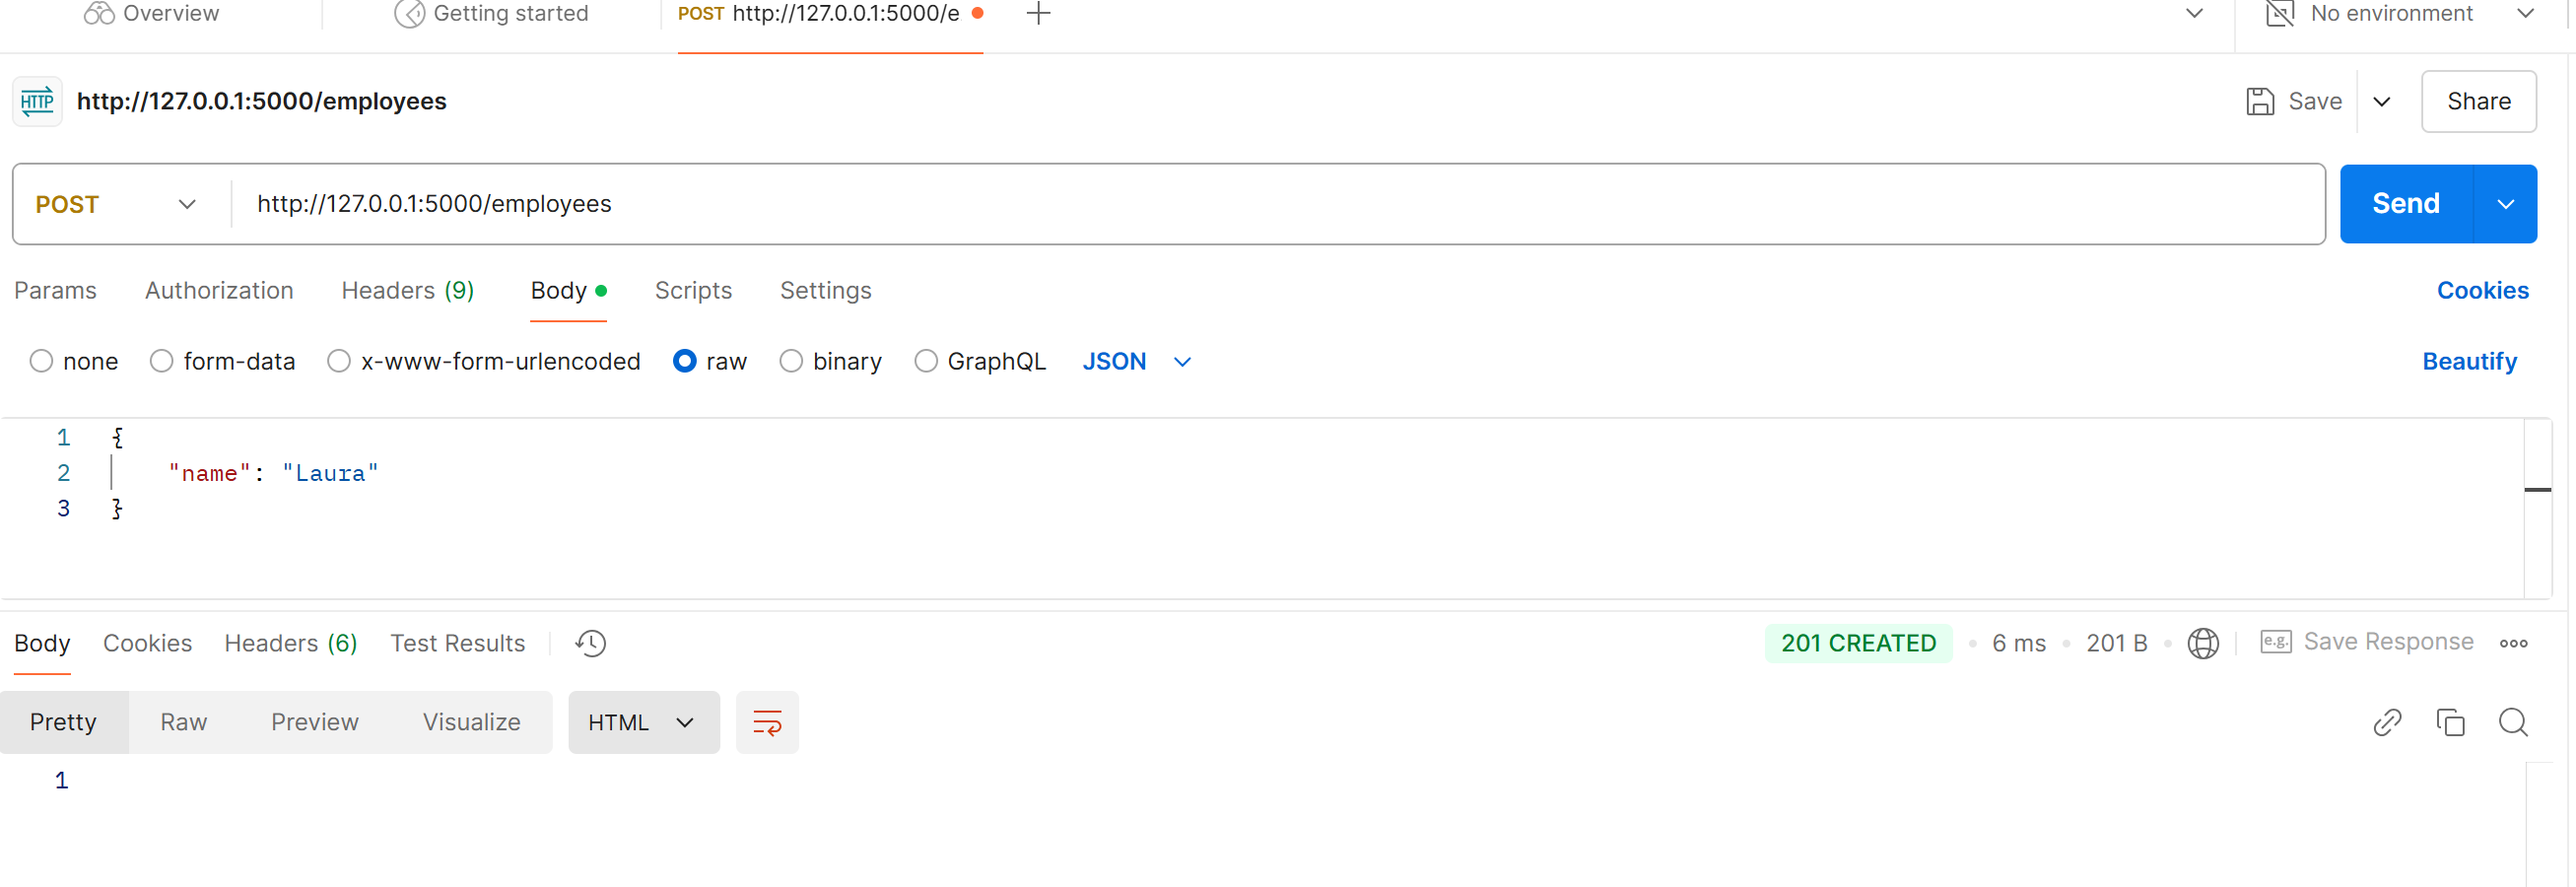 Overview
Getting started
POST http://127.0.0.1:5000/e
No environment
HTTP http://127.0.0.1:5000/employees
Save
Share
POST http://127.0.0.1:5000/employees
Send
Params Authorization Headers (9) Body Scripts Settings
Cookies
none form-data x-www-form-urlencoded raw binary GraphQL JSON
Beautify
1 {
2 "name": "Laura"
3 }
Body Cookies Headers (6) Test Results
201 CREATED 6 ms 201 B
e.g. Save Response
Pretty Raw Preview Visualize HTML
1